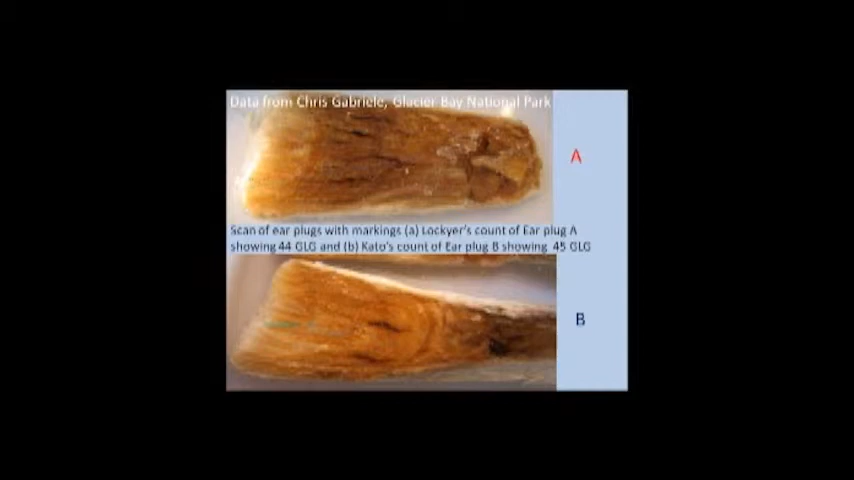 Data from Chris Gabriele, Glacier Bay National Park
A
Scan of ear plugs with markings (a) Lockyer's count of Ear plug A
showing 44 GLG and (b) Kato's count of Ear plug B showing 45 GLG
B